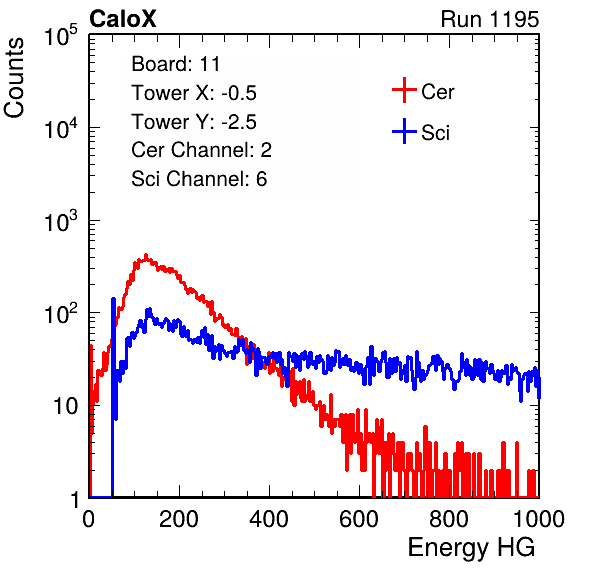 CaloX Run 1195
Counts
Board: 11
Tower X: -0.5
Tower Y: -2.5
Cer Channel: 2
Sci Channel: 6
Cer
Sci
10^5
10^4
10^3
10^2
10
1
0 200 400 600 800 1000
Energy HG